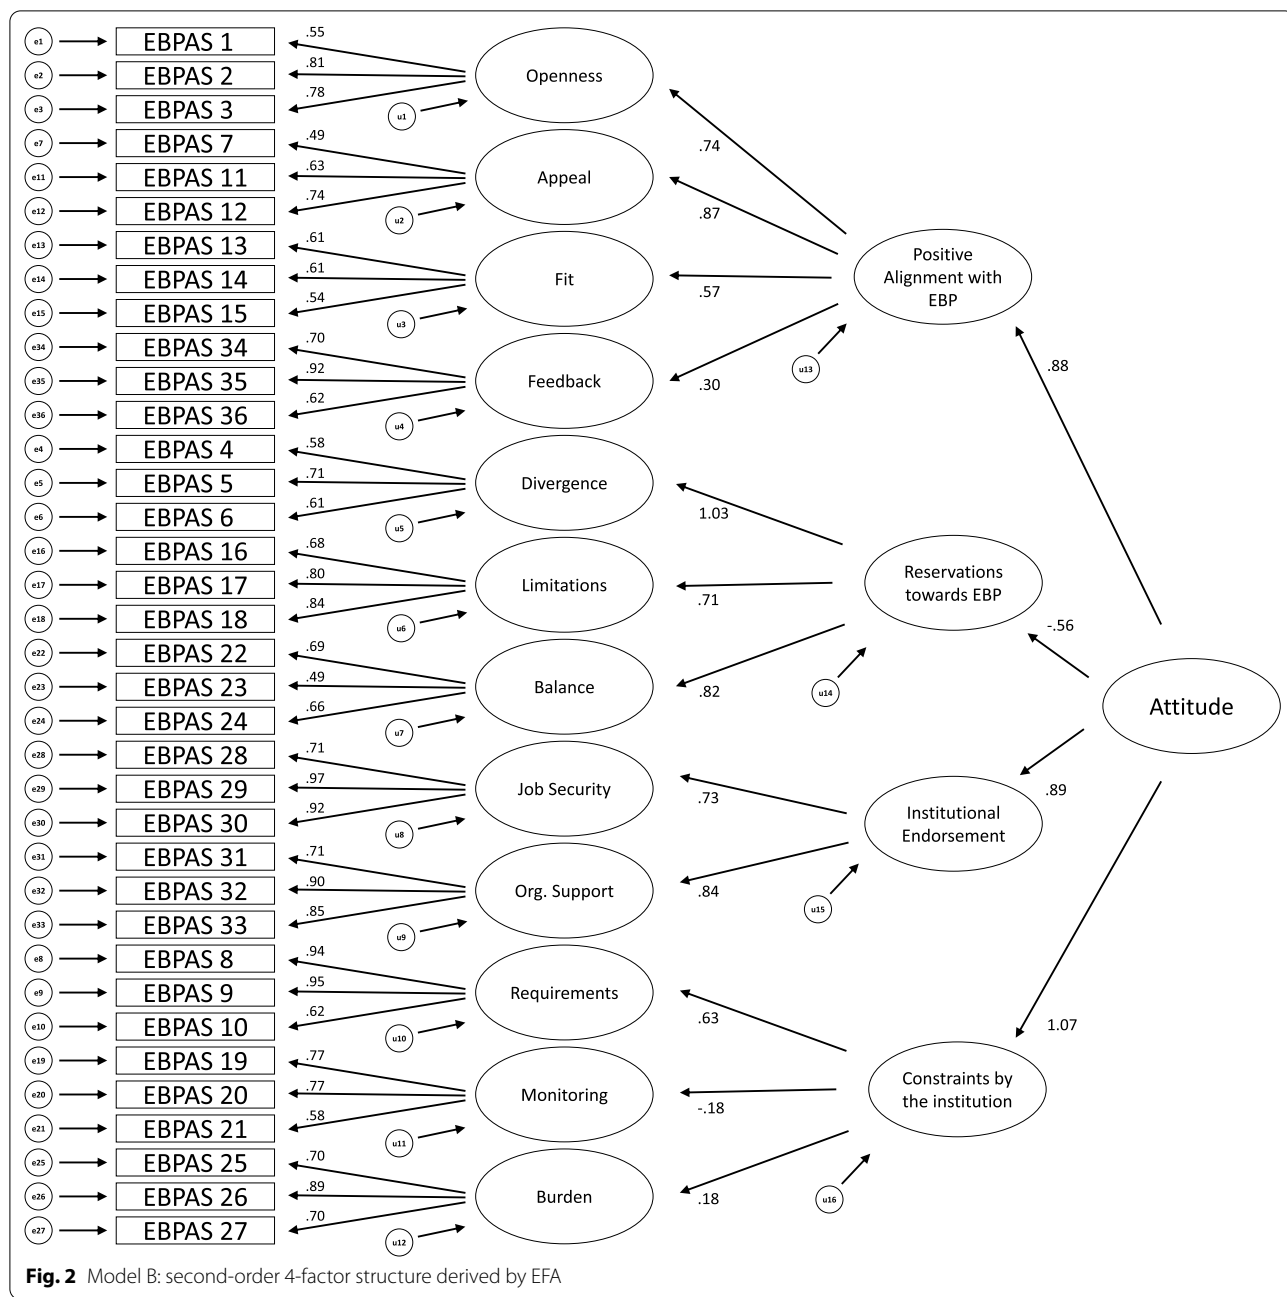 e1 EBPAS 1 .55
e2 EBPAS 2 .81 Openness
e3 EBPAS 3 .78 u1
e7 EBPAS 7 .49 .74
e11 EBPAS 11 .63 Appeal
e12 EBPAS 12 .74 u2 .87
e13 EBPAS 13 .61
e14 EBPAS 14 .61 Fit .57
Positive
Alignment with
EBP
e15 EBPAS 15 .54 u3
e34 EBPAS 34 .70 u13 .88
e35 EBPAS 35 .92 Feedback .30
e36 EBPAS 36 .62 u4
e4 EBPAS 4 .58
e5 EBPAS 5 .71 Divergence
e6 EBPAS 6 .61 u5 1.03
e16 EBPAS 16 .68
e17 EBPAS 17 .80 Limitations .71
Reservations
towards EBP
e18 EBPAS 18 .84 u6 -.56
e22 EBPAS 22 .69
e23 EBPAS 23 .49 Balance .82 u14
e24 EBPAS 24 .66 u7 Attitude
e28 EBPAS 28 .71
e29 EBPAS 29 .97 Job Security .73 .89
e30 EBPAS 30 .92 u8
Institutional
Endorsement
e31 EBPAS 31 .71
e32 EBPAS 32 .90 Org. Support .84 u15
e33 EBPAS 33 .85 u9
e8 EBPAS 8 .94
e9 EBPAS 9 .95 Requirements
e10 EBPAS 10 .62 u10 .63 1.07
e19 EBPAS 19 .77
e20 EBPAS 20 .77 Monitoring -.18
Constraints by
the institution
e21 EBPAS 21 .58 u11
e25 EBPAS 25 .70
e26 EBPAS 26 .89 Burden .18 u16
e27 EBPAS 27 .70 u12
Fig. 2 Model B: second-order 4-factor structure derived by EFA